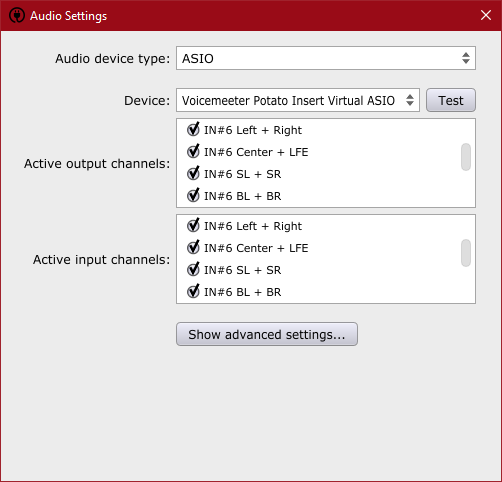 Audio Settings
Audio device type: ASIO
Device: Voicemeeter Potato Insert Virtual ASIO Test
Active output channels:
IN#6 Left + Right
IN#6 Center + LFE
IN#6 SL + SR
IN#6 BL + BR
Active input channels:
IN#6 Left + Right
IN#6 Center + LFE
IN#6 SL + SR
IN#6 BL + BR
Show advanced settings...